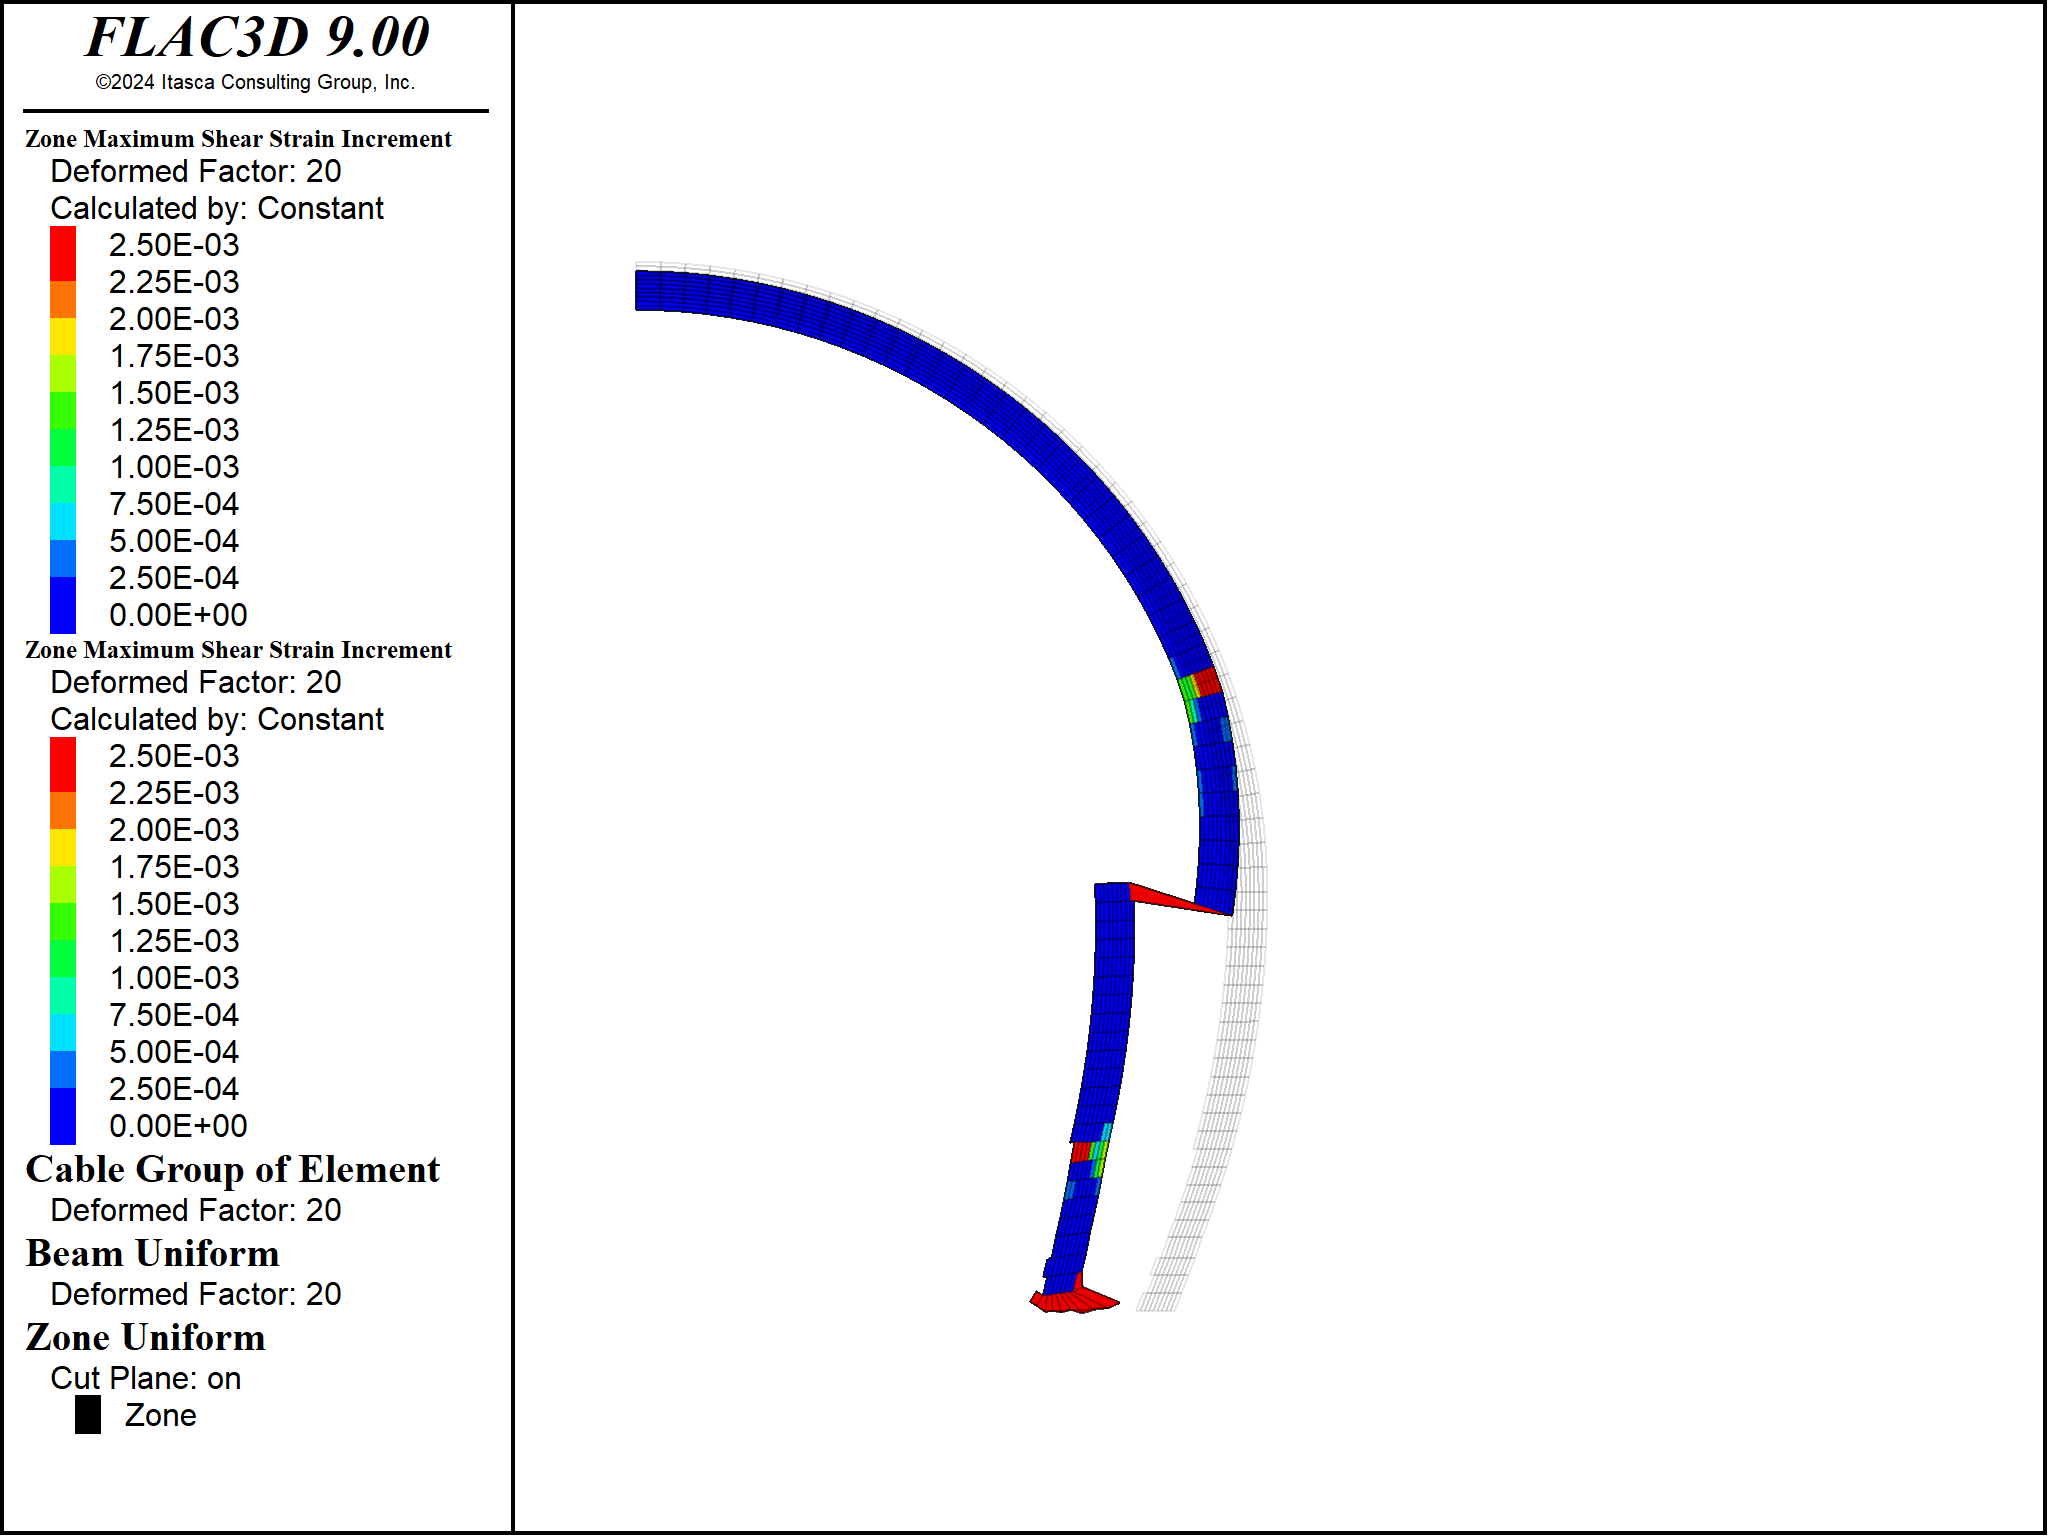 FLAC3D 9.00
©2024 Itasca Consulting Group, Inc.
Zone Maximum Shear Strain Increment
Deformed Factor: 20
Calculated by: Constant
2.50E-03
2.25E-03
2.00E-03
1.75E-03
1.50E-03
1.25E-03
1.00E-03
7.50E-04
5.00E-04
2.50E-04
0.00E+00
Zone Maximum Shear Strain Increment
Deformed Factor: 20
Calculated by: Constant
2.50E-03
2.25E-03
2.00E-03
1.75E-03
1.50E-03
1.25E-03
1.00E-03
7.50E-04
5.00E-04
2.50E-04
0.00E+00
Cable Group of Element
Deformed Factor: 20
Beam Uniform
Deformed Factor: 20
Zone Uniform
Cut Plane: on
Zone